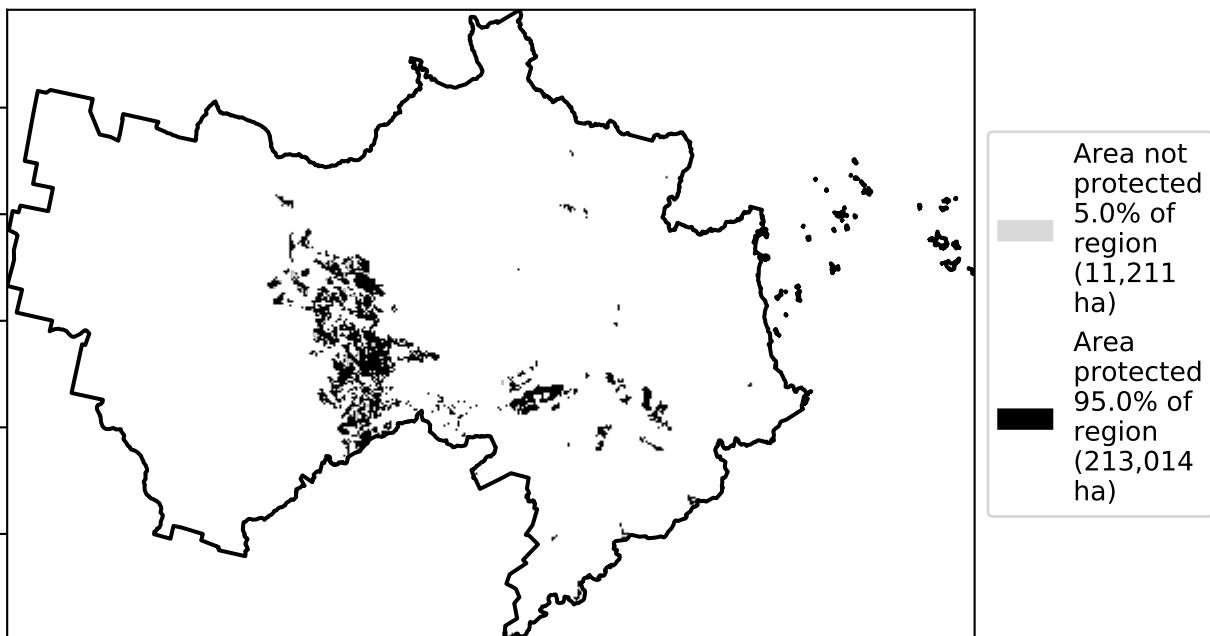 Area not
protected
5.0% of
region
(11,211
ha)
Area
protected
95.0% of
region
(213,014
ha)